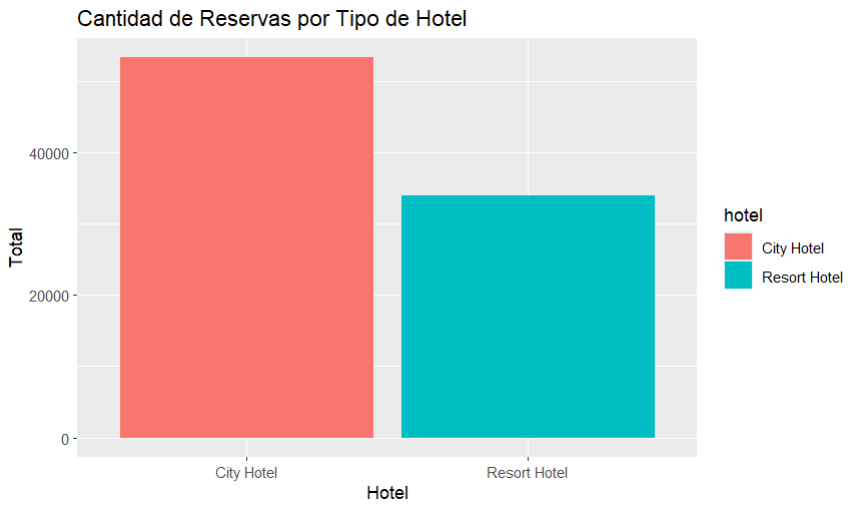 Cantidad de Reservas por Tipo de Hotel
Total
40000
20000
0
City Hotel
Resort Hotel
Hotel
hotel
City Hotel
Resort Hotel